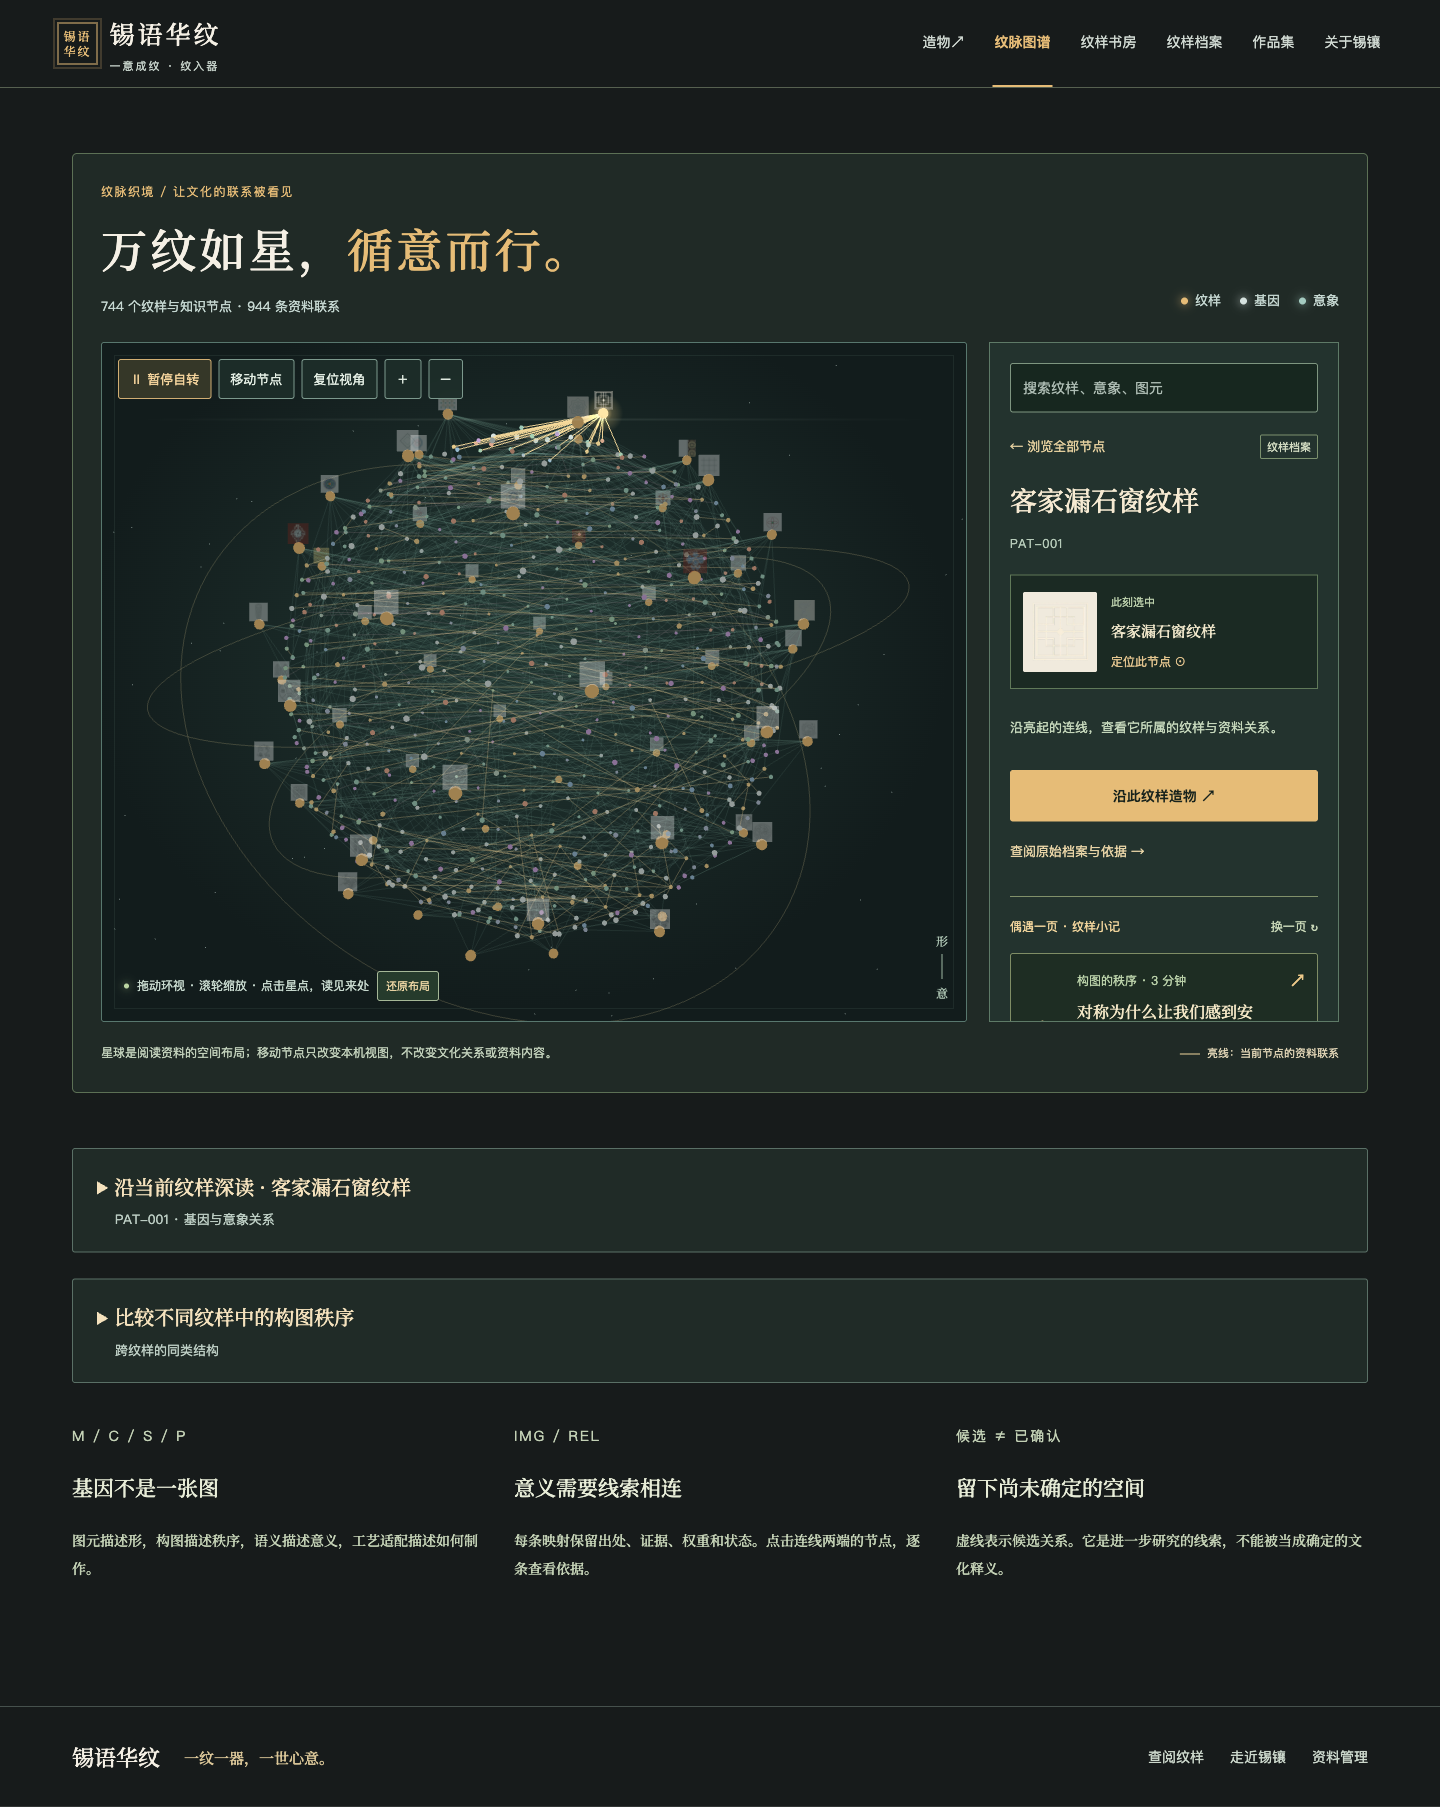 锡语
华纹
锡语华纹
一意成纹 · 纹入器
造物↗ 纹脉图谱 纹样书房 纹样档案 作品集 关于锡镶
纹脉织境 / 让文化的联系被看见
万纹如星，循意而行。
744 个纹样与知识节点 · 944 条资料联系
纹样 基因 意象
暂停自转 移动节点 复位视角 + −
搜索纹样、意象、图元
← 浏览全部节点 纹样档案
客家漏石窗纹样
PAT-001
此刻选中
客家漏石窗纹样
定位此节点 ⊙
沿亮起的连线，查看它所属的纹样与资料关系。
沿此纹样造物 ↗
查阅原始档案与依据 →
偶遇一页 · 纹样小记 换一页 ↻
构图的秩序 · 3 分钟 ↗
对称为什么让我们感到安
形
意
拖动环视 · 滚轮缩放 · 点击星点，读见来处 还原布局
星球是阅读资料的空间布局；移动节点只改变本机视图，不改变文化关系或资料内容。
亮线：当前节点的资料联系
▶ 沿当前纹样深读 · 客家漏石窗纹样
PAT-001 · 基因与意象关系
▶ 比较不同纹样中的构图秩序
跨纹样的同类结构
M / C / S / P
基因不是一张图
图元描述形，构图描述秩序，语义描述意义，工艺适配描述如何制
作。
IMG / REL
意义需要线索相连
每条映射保留出处、证据、权重和状态。点击连线两端的节点，逐
条查看依据。
候选 ≠ 已确认
留下尚未确定的空间
虚线表示候选关系。它是进一步研究的线索，不能被当成确定的文
化释义。
锡语华纹 一纹一器，一世心意。
查阅纹样 走近锡镶 资料管理